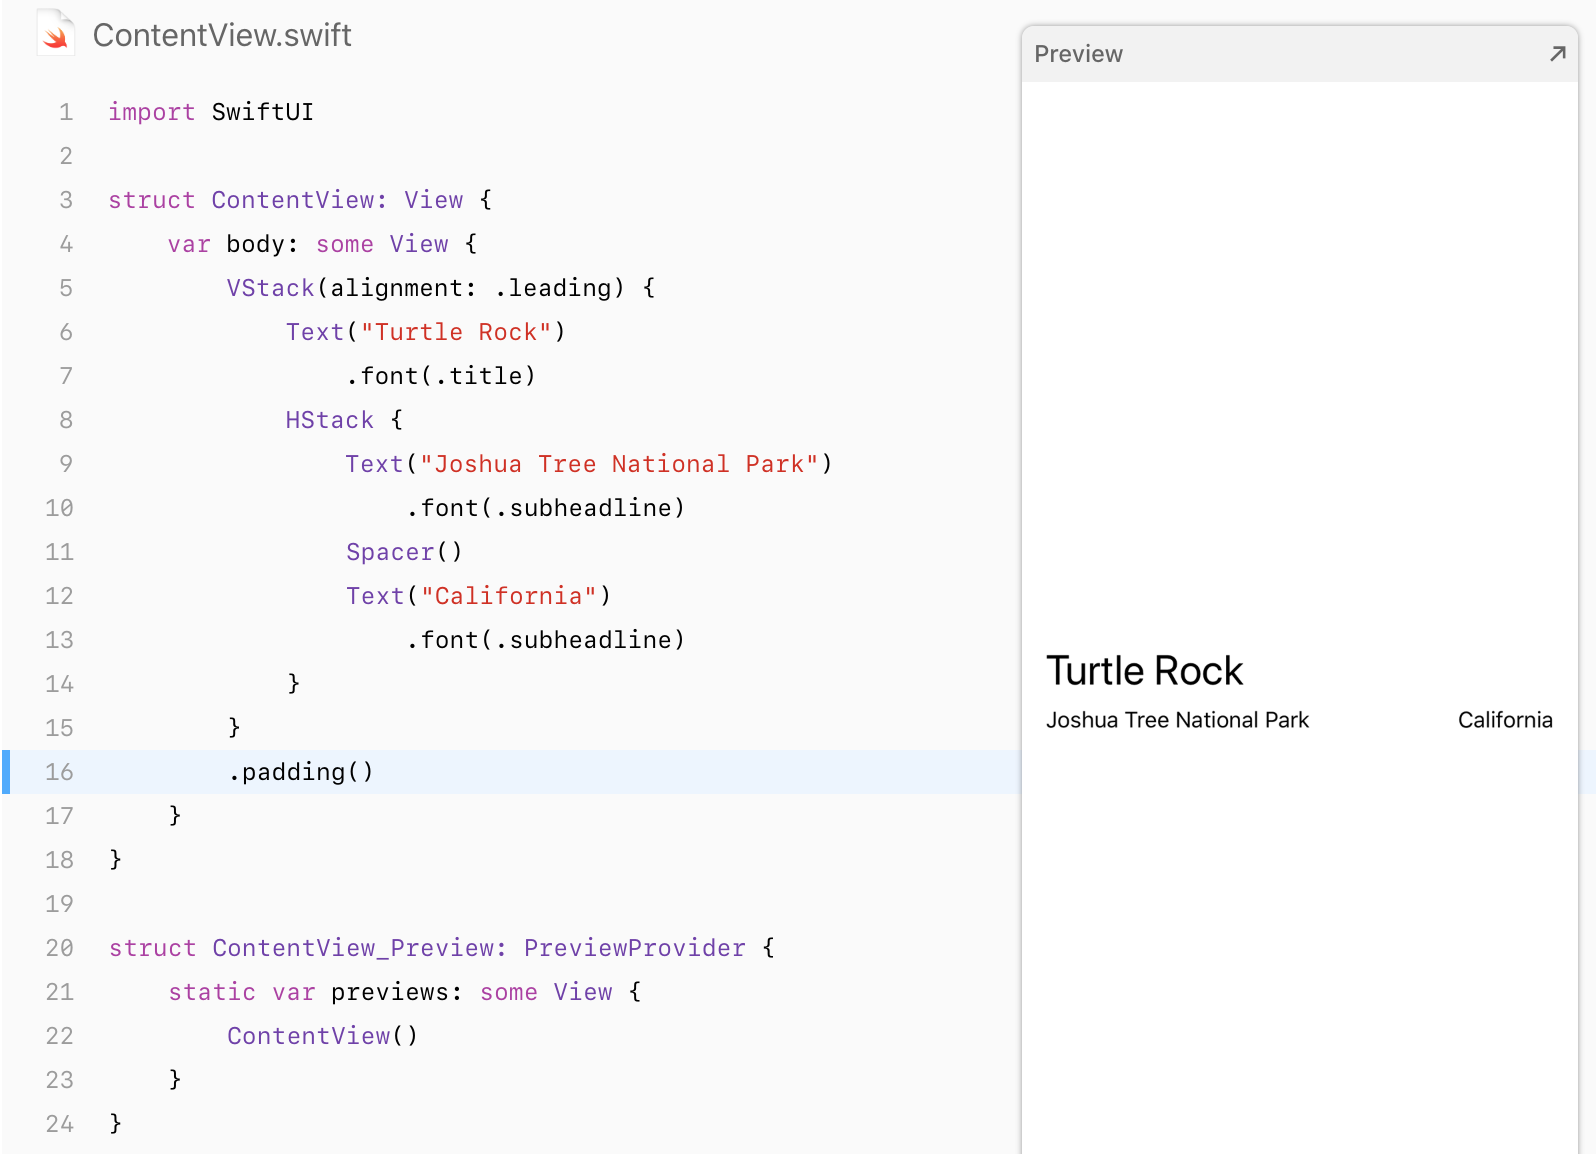 ContentView.swift
1 import SwiftUI
2
3 struct ContentView: View {
4     var body: some View {
5         VStack(alignment: .leading) {
6             Text("Turtle Rock")
7                 .font(.title)
8             HStack {
9                 Text("Joshua Tree National Park")
10                     .font(.subheadline)
11                 Spacer()
12                 Text("California")
13                     .font(.subheadline)
14             }
15         }
16         .padding()
17     }
18 }
19
20 struct ContentView_Preview: PreviewProvider {
21     static var previews: some View {
22         ContentView()
23     }
24 }
Preview
Turtle Rock
Joshua Tree National Park California